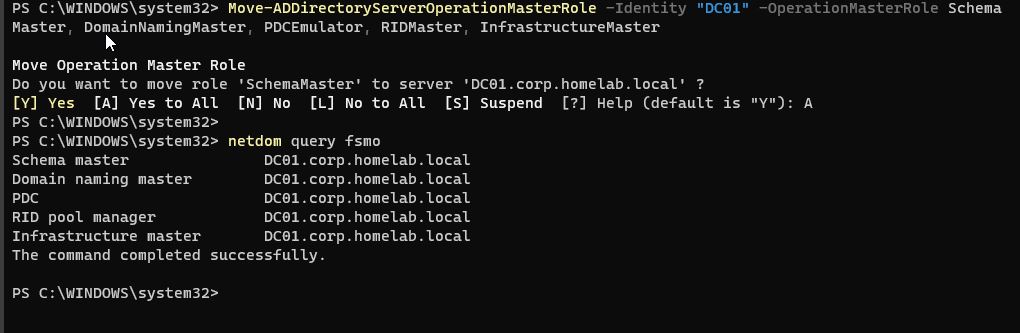 PS C:\WINDOWS\system32> Move-ADDirectoryServerOperationMasterRole -Identity "DC01" -OperationMasterRole Schema
Master, DomainNamingMaster, PDCEmulator, RIDMaster, InfrastructureMaster
Move Operation Master Role
Do you want to move role 'SchemaMaster' to server 'DC01.corp.homelab.local' ?
[Y] Yes  [A] Yes to All  [N] No  [L] No to All  [S] Suspend  [?] Help (default is "Y"): A
PS C:\WINDOWS\system32>
PS C:\WINDOWS\system32> netdom query fsmo
Schema master               DC01.corp.homelab.local
Domain naming master        DC01.corp.homelab.local
PDC                         DC01.corp.homelab.local
RID pool manager            DC01.corp.homelab.local
Infrastructure master       DC01.corp.homelab.local
The command completed successfully.
PS C:\WINDOWS\system32>